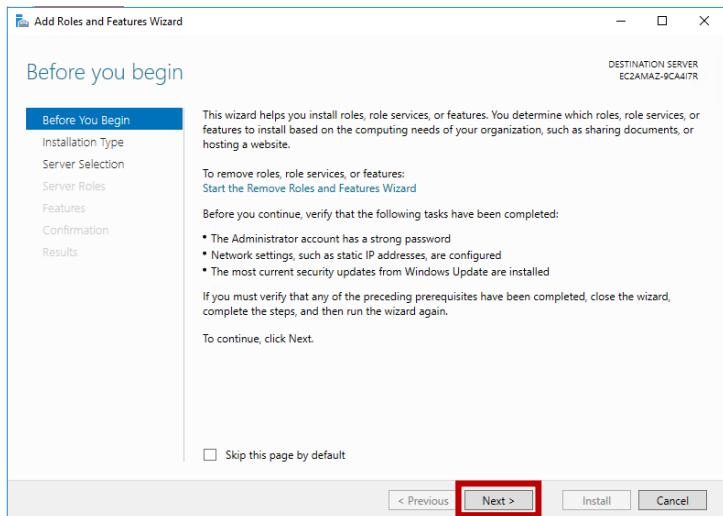 Add Roles and Features Wizard
Before you begin
DESTINATION SERVER
EC2AMAZ-9CA4I7R
Before You Begin
Installation Type
Server Selection
Server Roles
Features
Confirmation
Results
This wizard helps you install roles, role services, or features. You determine which roles, role services, or
features to install based on the computing needs of your organization, such as sharing documents, or
hosting a website.
To remove roles, role services, or features:
Start the Remove Roles and Features Wizard
Before you continue, verify that the following tasks have been completed:
• The Administrator account has a strong password
• Network settings, such as static IP addresses, are configured
• The most current security updates from Windows Update are installed
If you must verify that any of the preceding prerequisites have been completed, close the wizard,
complete the steps, and then run the wizard again.
To continue, click Next.
Skip this page by default
< Previous
Next >
Install
Cancel